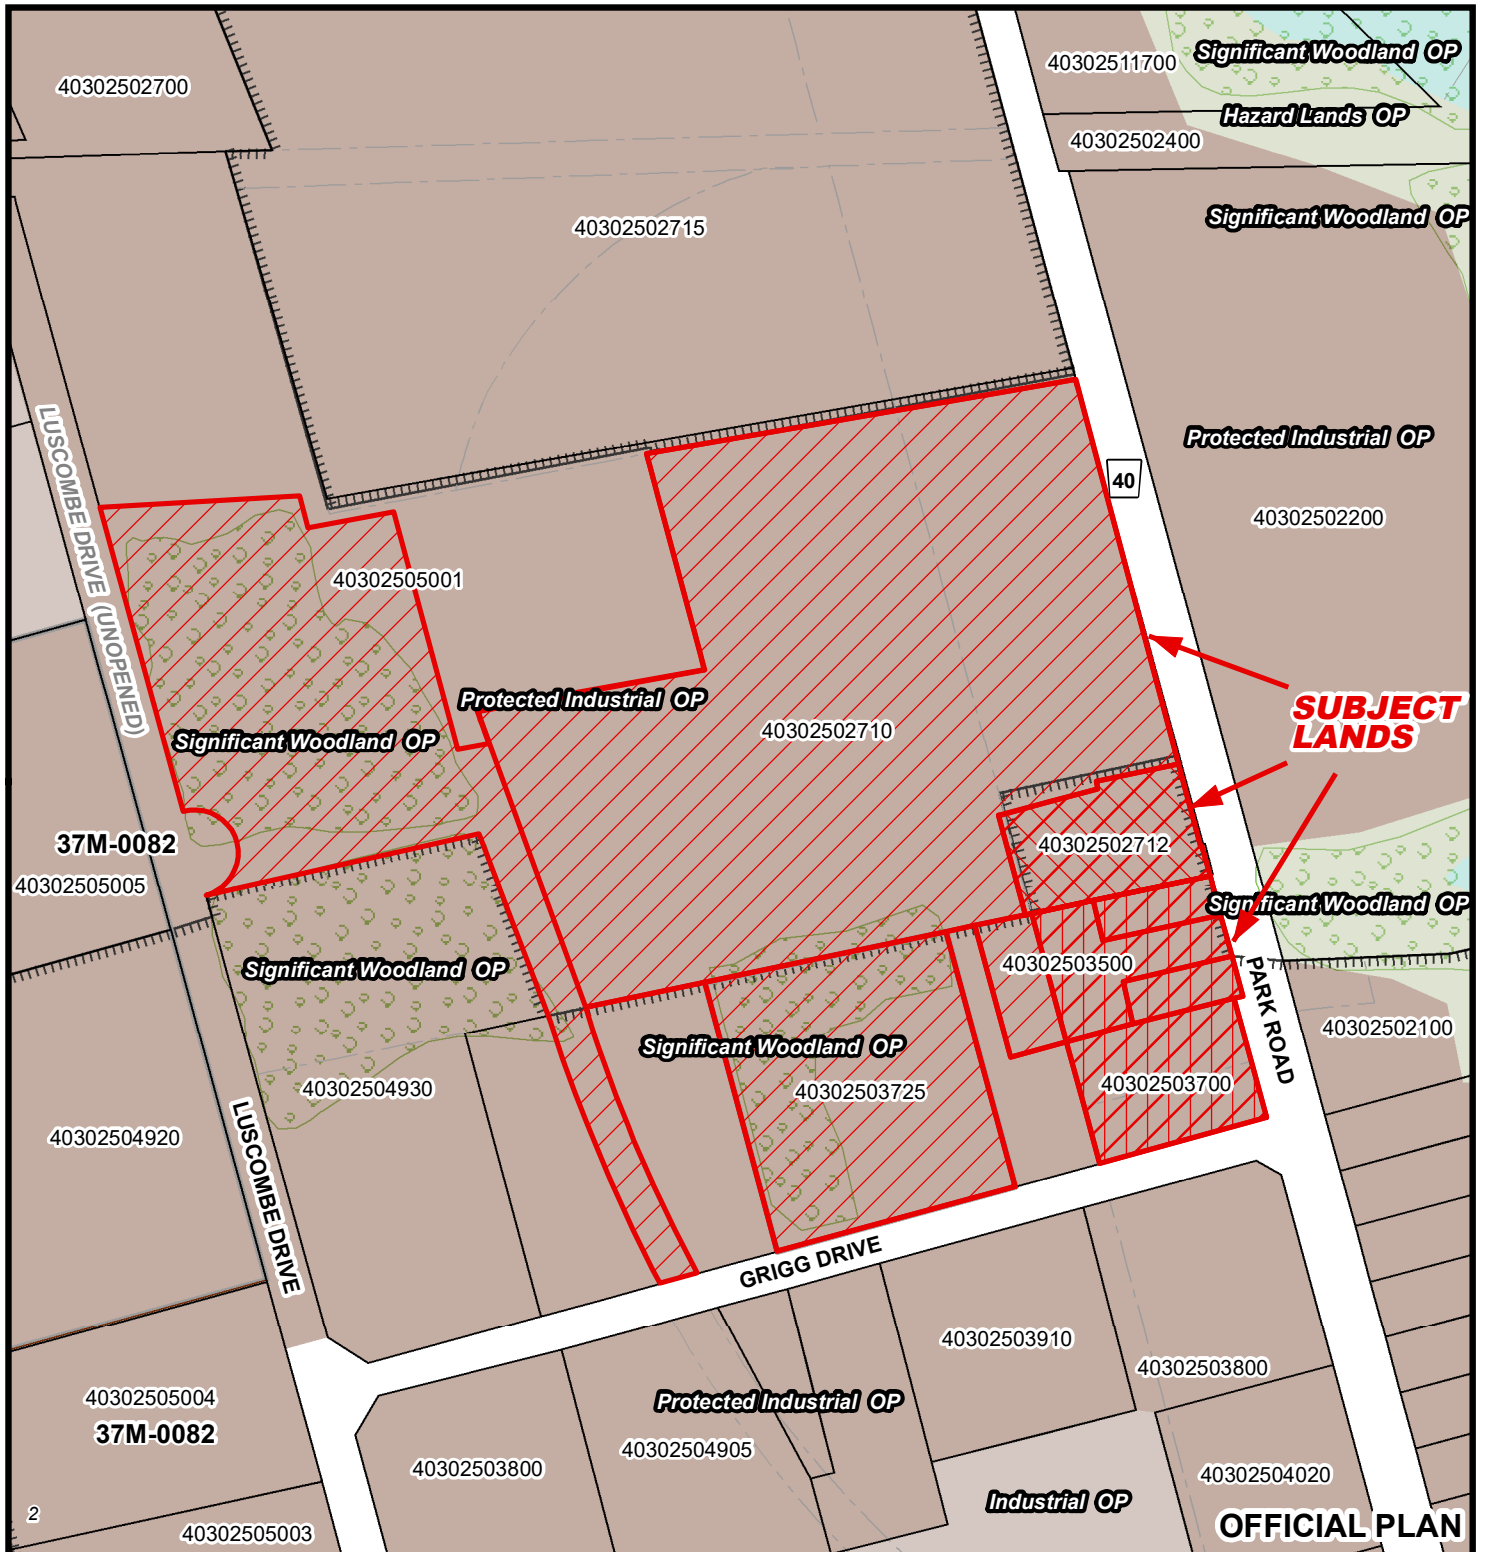 40302502700
40302511700
Significant Woodland OP
Hazard Lands OP
40302502400
Significant Woodland OP
40302502715
Protected Industrial OP
40
40302502200
LUSCOMBE DRIVE (UNOPENED)
40302505001
Protected Industrial OP
SUBJECT
LANDS
40302502710
Significant Woodland OP
37M-0082
40302502712
40302505005
Significant Woodland OP
Significant Woodland OP
40302503500
PARK ROAD
40302502100
Significant Woodland OP
40302504930
40302503725
40302503700
40302504920
LUSCOMBE DRIVE
GRIGG DRIVE
40302503910
40302503800
40302505004
Protected Industrial OP
37M-0082
40302504905
40302503800
40302504020
Industrial OP
2
OFFICIAL PLAN
40302505003